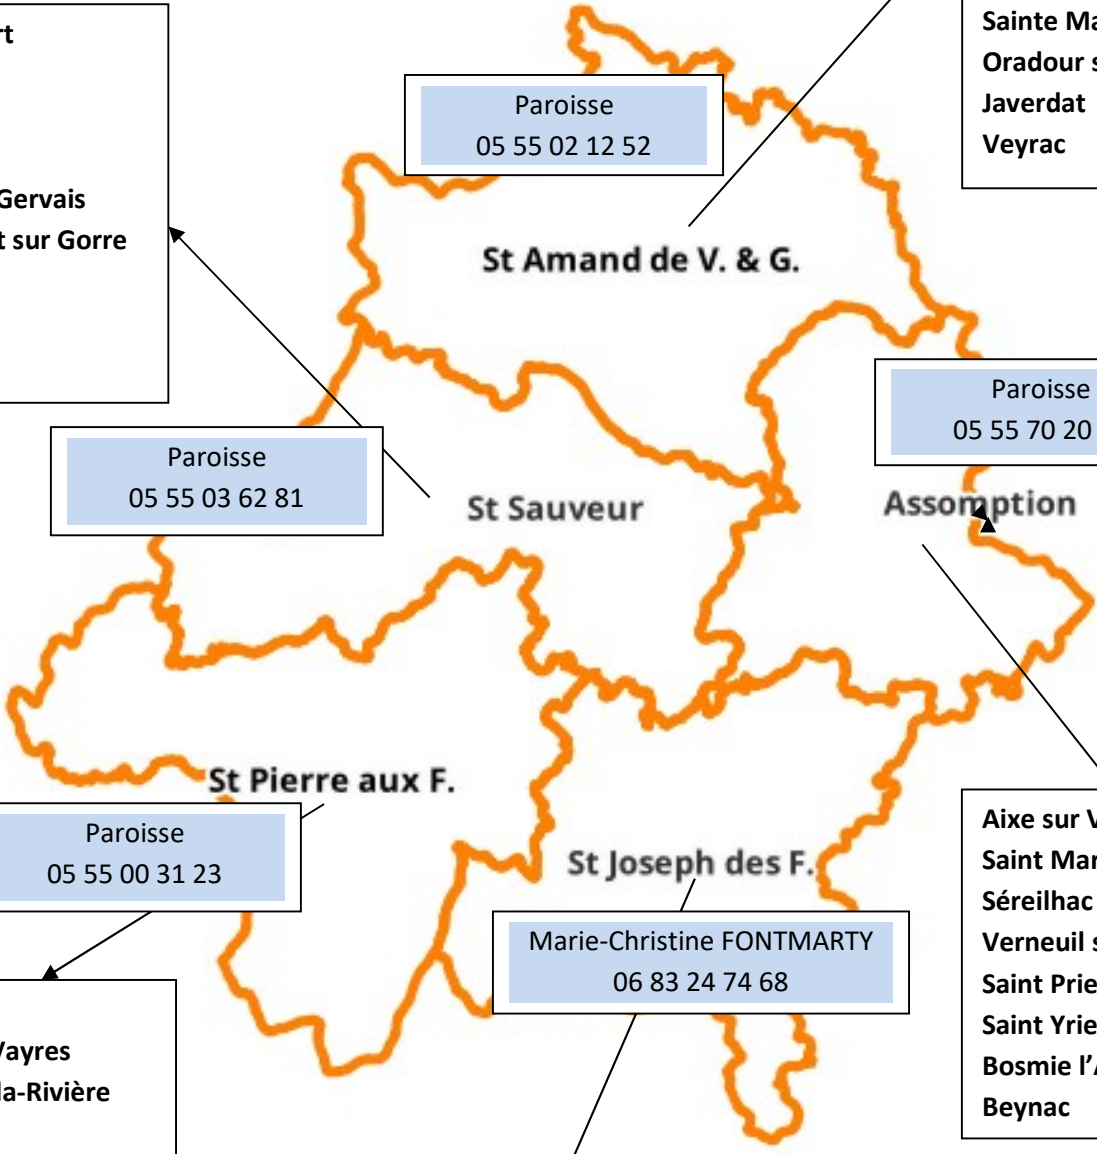 rt
Gervais
t sur Gorre
Paroisse
05 55 02 12 52
Sainte Ma
Oradour s
Javerdat
Veyrac
St Amand de V. & G.
Paroisse
05 55 70 20
Paroisse
05 55 03 62 81
St Sauveur
Assomption
St Pierre aux F.
Paroisse
05 55 00 31 23
St Joseph des F.
Marie-Christine FONTMARTY
06 83 24 74 68
Vayres
la-Rivière
Aixe sur V
Saint Mar
Séreilhac
Verneuil s
Saint Prie
Saint Yrie
Bosmie l’A
Beynac